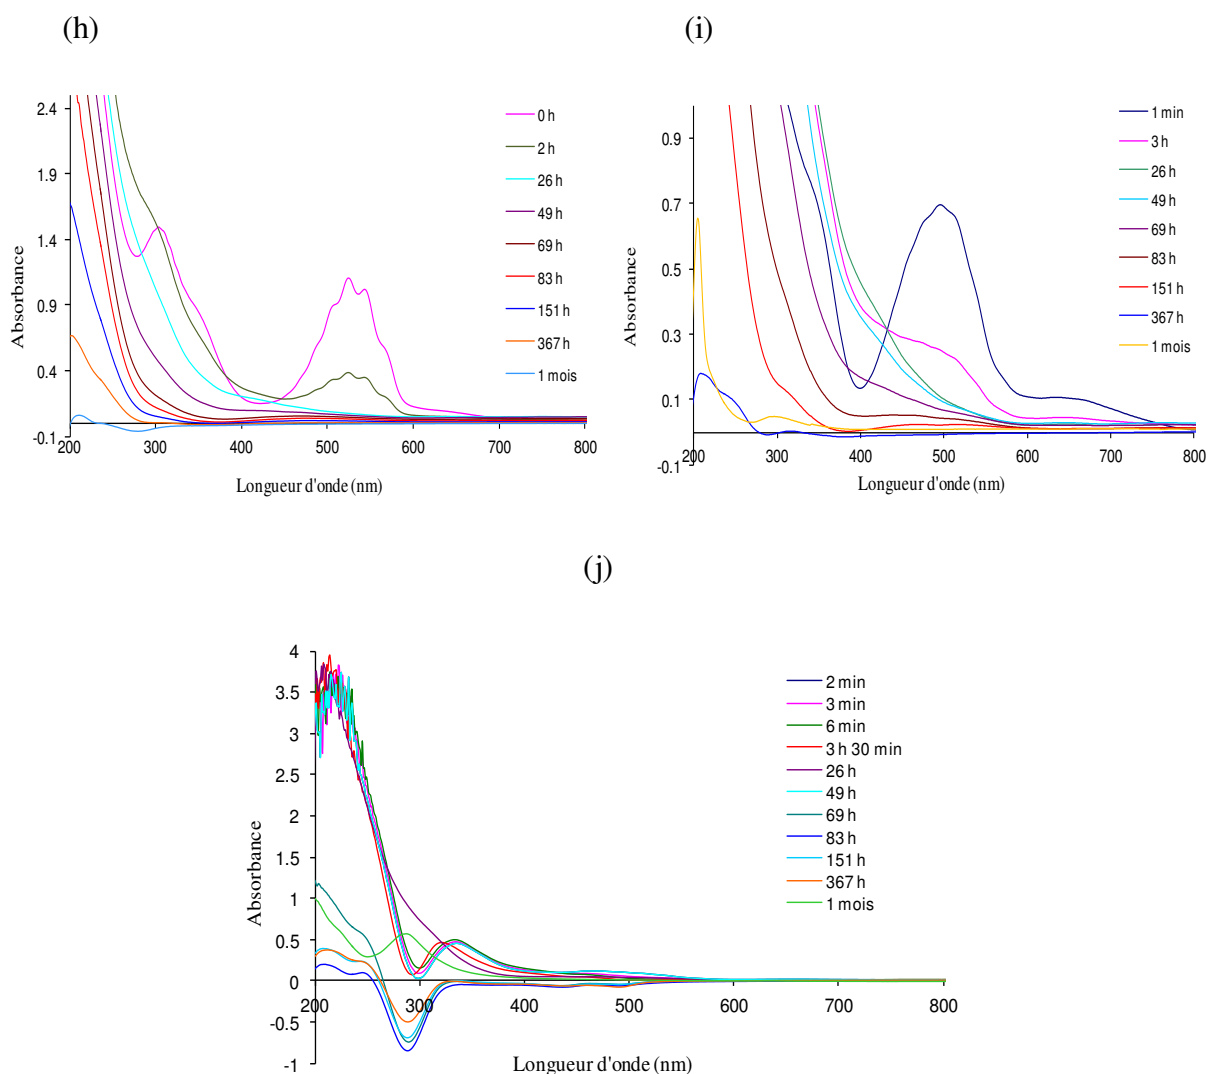 (h)
2.4
1.9
1.4
0.9
0.4
-0.1
Absorbance
200
300
400
500
600
700
800
Longueur d'onde (nm)
0 h
2 h
26 h
49 h
69 h
83 h
151 h
367 h
1 mois
(i)
0.9
0.7
0.5
0.3
0.1
-0.1
Absorbance
200
300
400
500
600
700
800
Longueur d'onde (nm)
1 min
3 h
26 h
49 h
69 h
83 h
151 h
367 h
1 mois
(j)
4
3.5
3
2.5
2
1.5
1
0.5
0
-0.5
-1
Absorbance
200
300
400
500
600
700
800
Longueur d'onde (nm)
2 min
3 min
6 min
3 h 30 min
26 h
49 h
69 h
83 h
151 h
367 h
1 mois